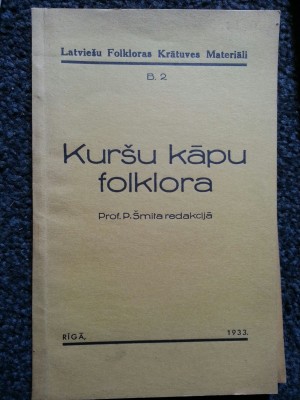 Latviešu Folkloras Krātuves Materiāli
B. 2
Kuršu kāpu
folklora
Prof. P. Šmita redakcijā
RĪGĀ, 1933.